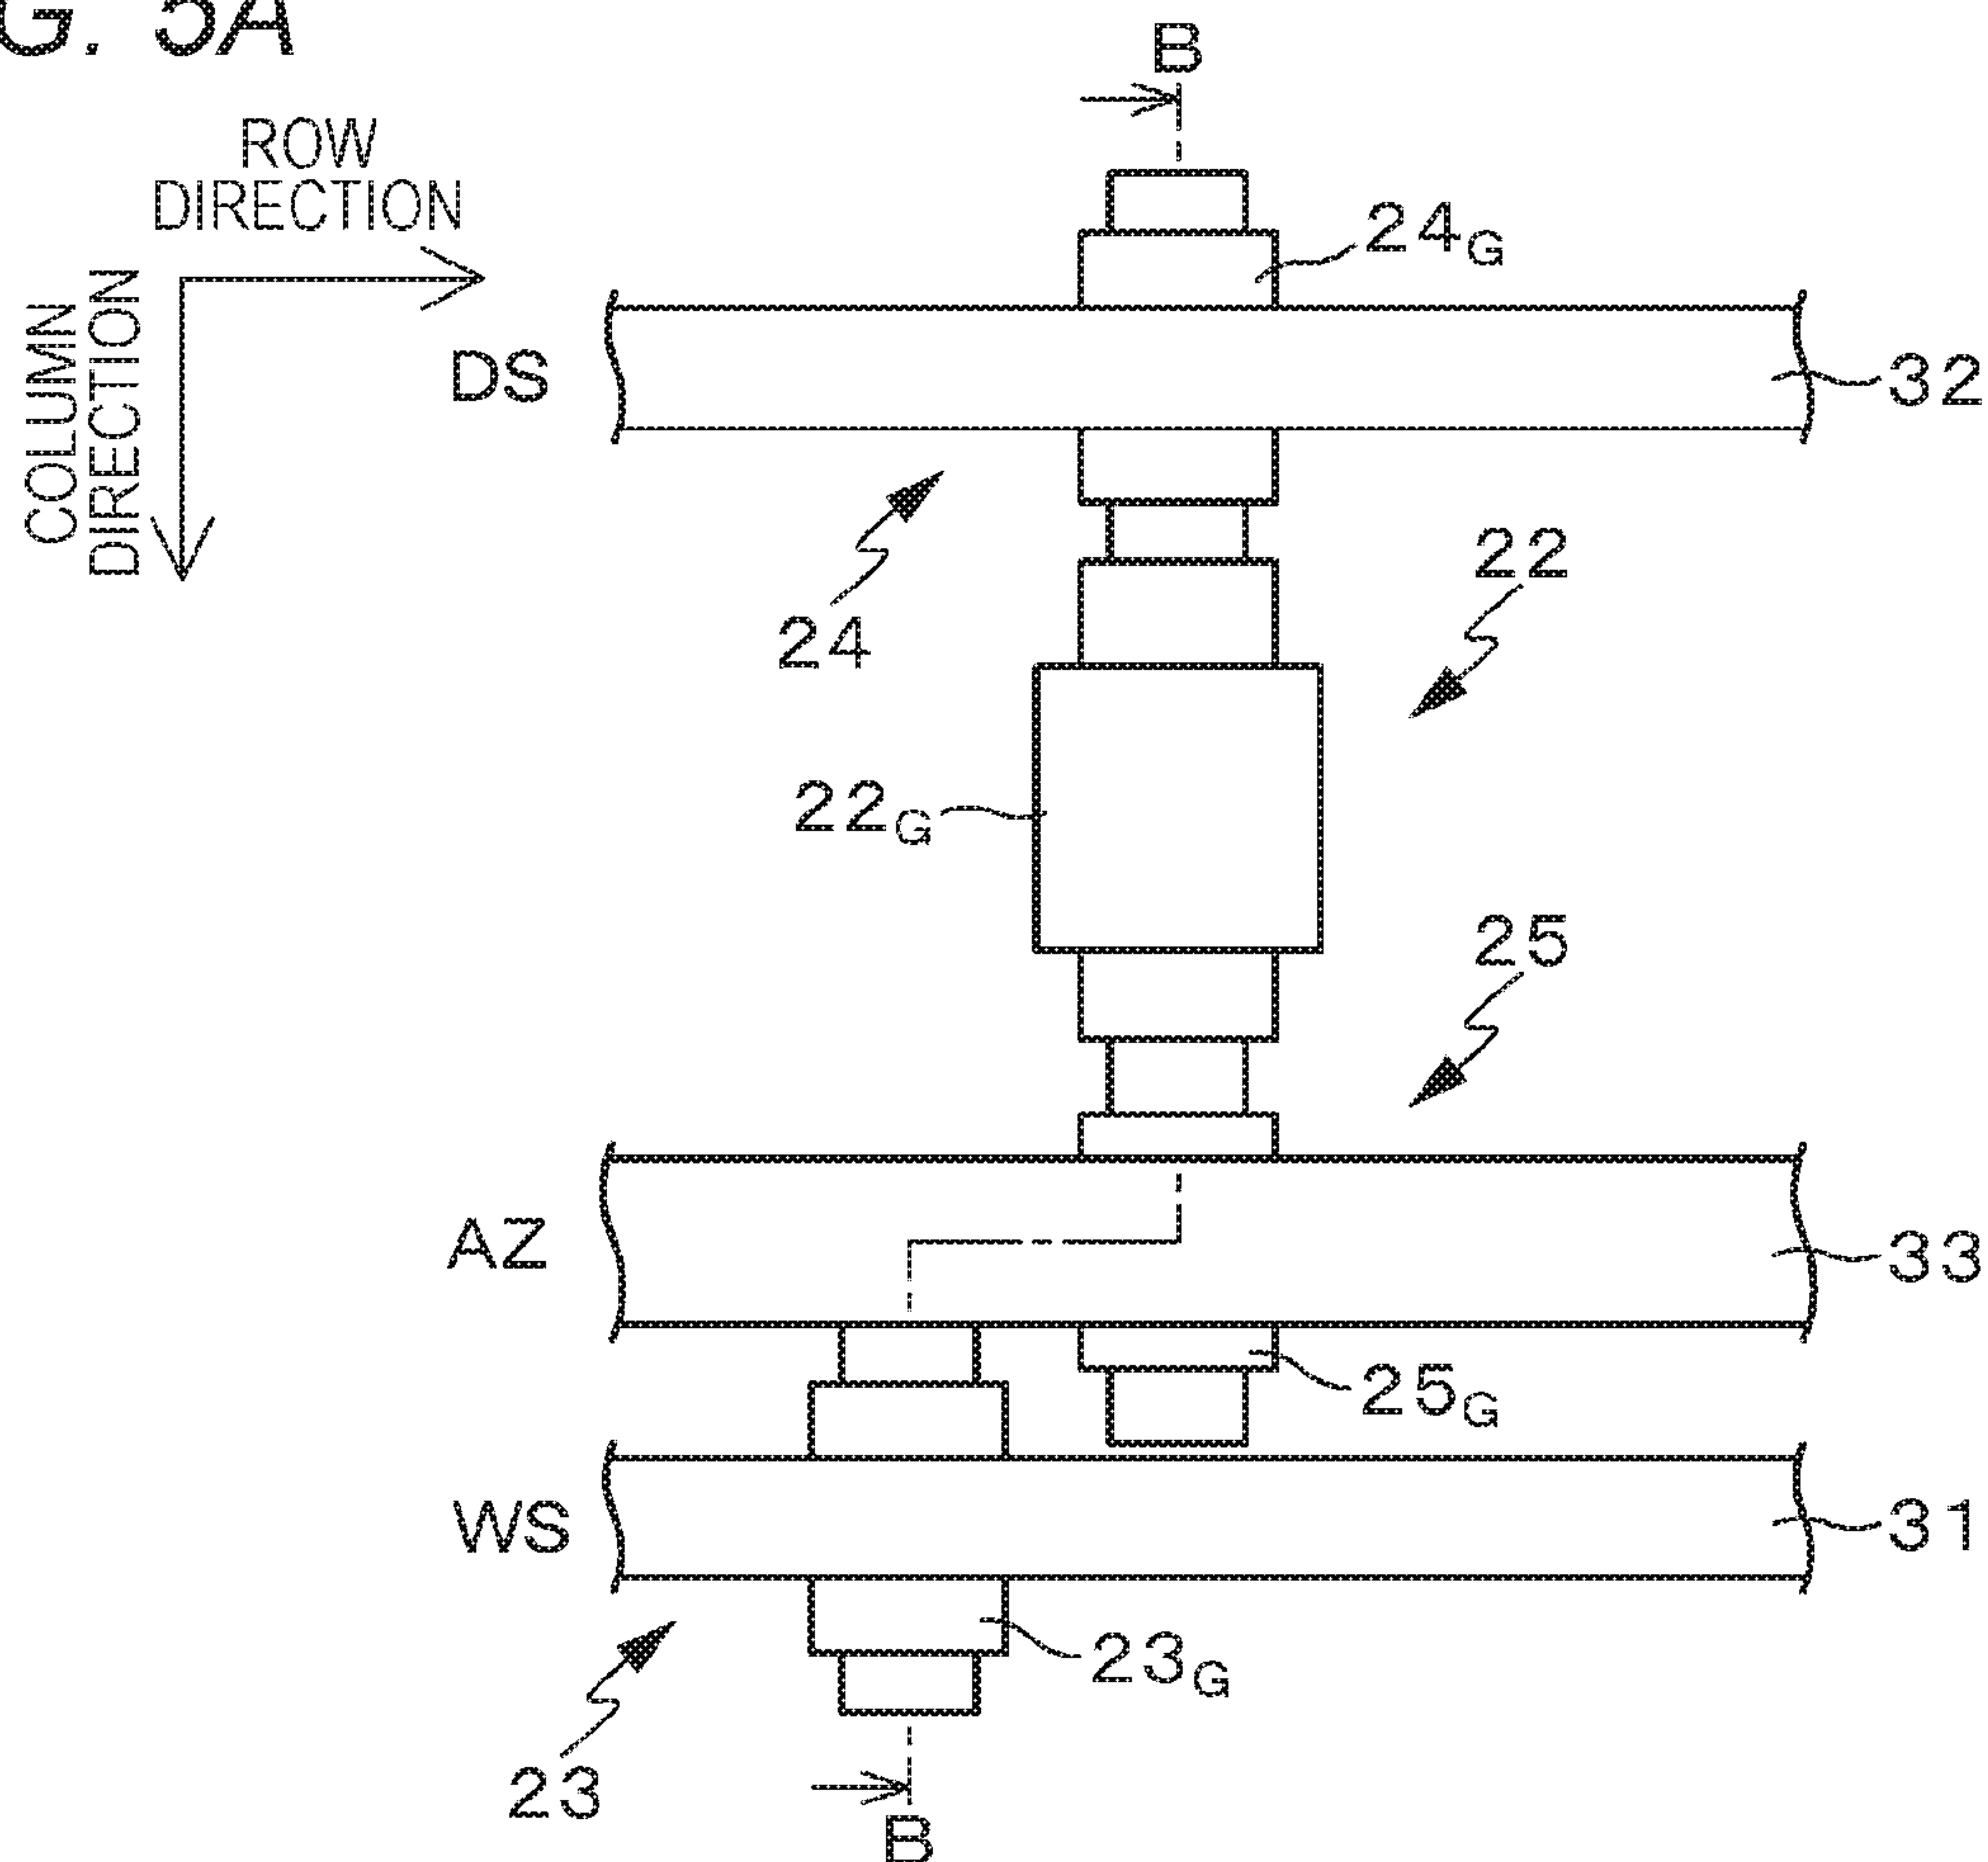 G. 5A
B
ROW
DIRECTION
COLUMN
DIRECTION
24G
DS
32
24
22
22G
25
AZ
33
25G
WS
31
23G
23
B